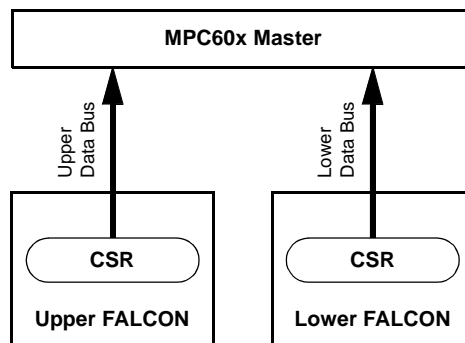 MPC60x Master
Upper
Data Bus
Lower
Data Bus
CSR
CSR
Upper FALCON
Lower FALCON